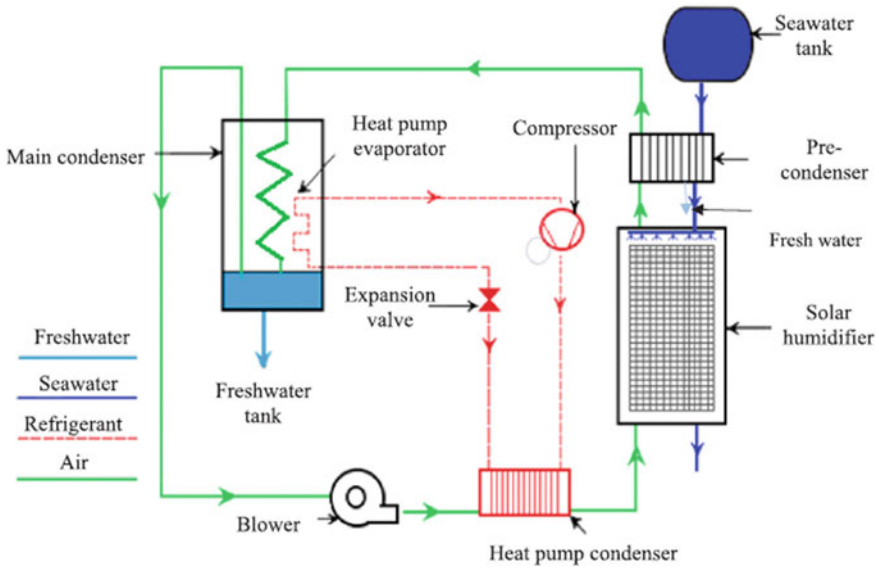 Seawater
tank
Heat pump
evaporator
Compressor
Main condenser
Pre-
condenser
Fresh water
Expansion
valve
Solar
humidifier
Freshwater
Seawater
Refrigerant
Air
Freshwater
tank
Blower
Heat pump condenser